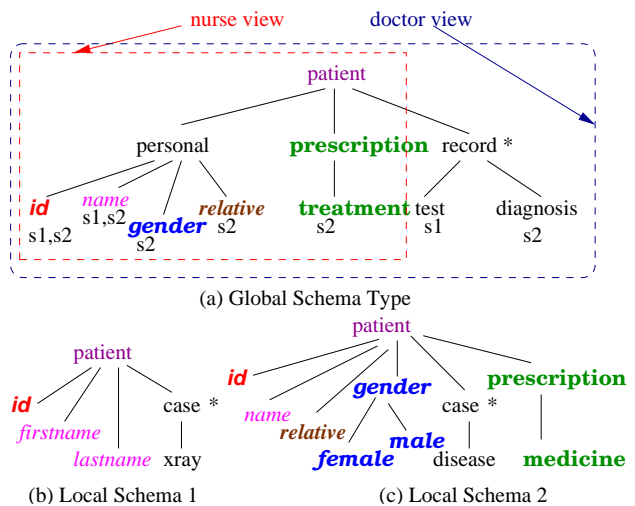 nurse view
doctor view
patient
personal
prescription
record *
id
name
gender
relative
treatment
test
diagnosis
s1,s2
s1,s2
s2
s2
s2
s1
s2
(a) Global Schema Type
patient
id
firstname
lastname
case *
xray
(b) Local Schema 1
patient
id
name
relative
gender
female
male
case *
disease
prescription
medicine
(c) Local Schema 2